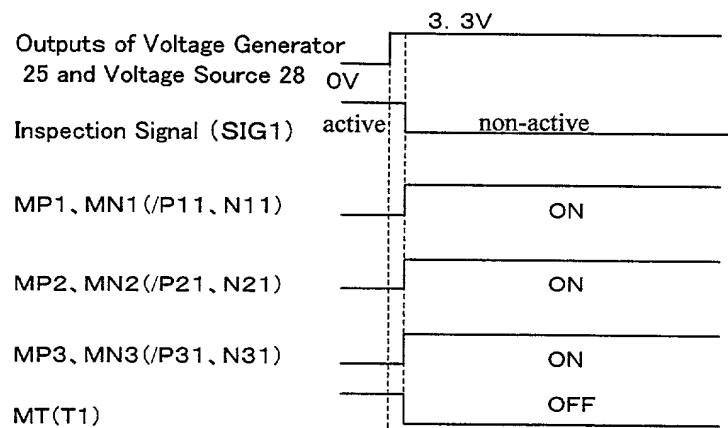 3. 3V
Outputs of Voltage Generator
25 and Voltage Source 28
0V
Inspection Signal (SIG1)
active
non-active
MP1、MN1(/P11、N11)
ON
MP2、MN2(/P21、N21)
ON
MP3、MN3(/P31、N31)
ON
MT(T1)
OFF